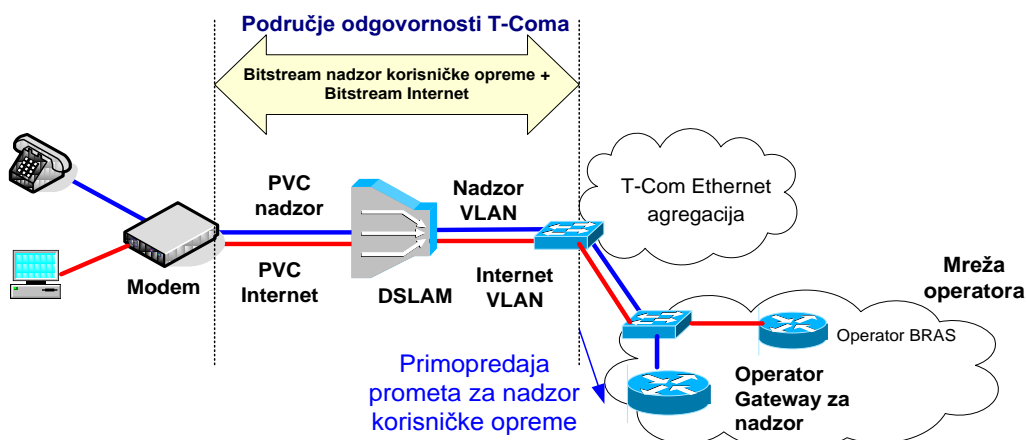 Područje odgovornosti T-Coma
Bitstream nadzor korisničke opreme +
Bitstream Internet
PVC
nadzor
Nadzor
VLAN
T-Com Ethernet
agregacija
Modem
PVC
Internet
DSLAM
Internet
VLAN
Mreža
operatora
Operator BRAS
Primopredaja
prometa za nadzor
korisničke opreme
Operator
Gateway za
nadzor